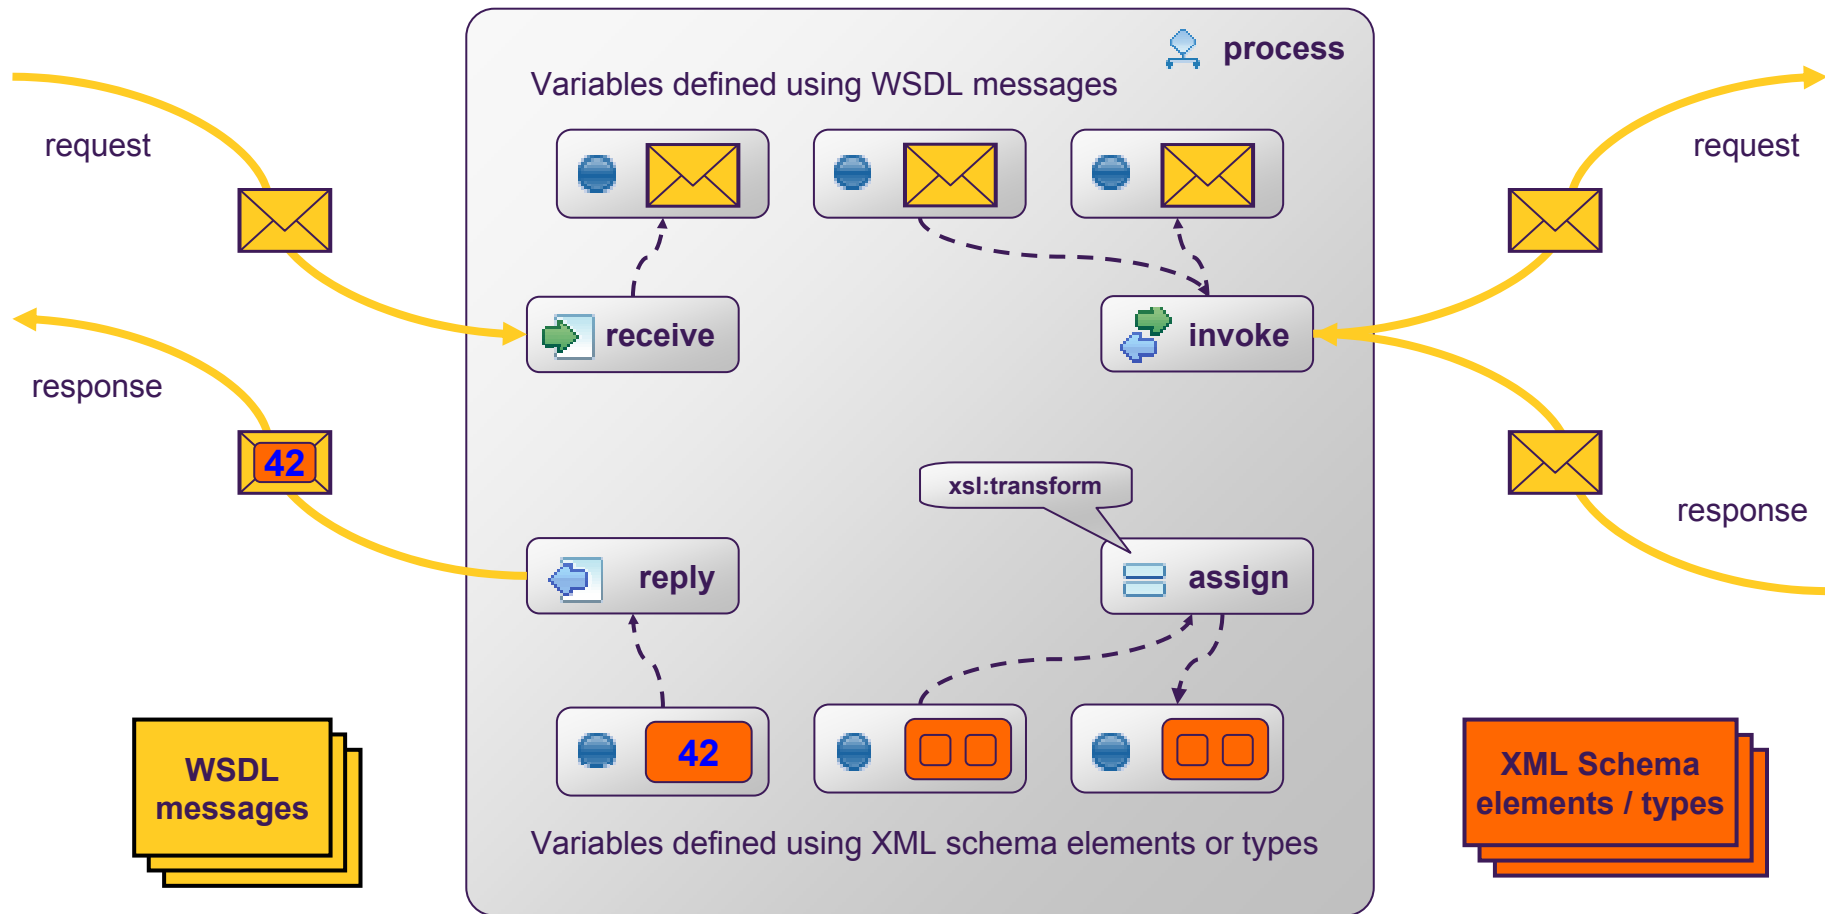 process
Variables defined using WSDL messages
request
request
receive
invoke
response
42
xsl:transform
response
reply
assign
42
WSDL
messages
XML Schema
elements / types
Variables defined using XML schema elements or types